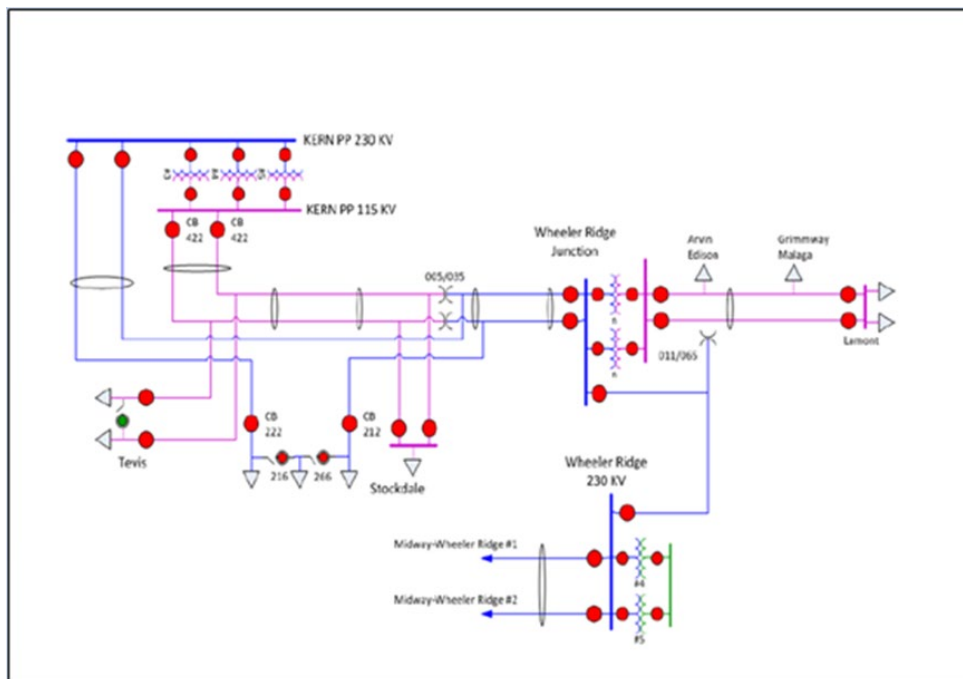 KERN PP 230 KV
KERN PP 115 KV
CB
422
CB
422
Wheeler Ridge
Junction
Arvin
Edison
Grimmway
Malaga
005/035
011/065
Lamont
CB
222
CB
212
216
266
Tevis
Stockdale
Wheeler Ridge
230 KV
Midway-Wheeler Ridge #1
Midway-Wheeler Ridge #2
#4
#5